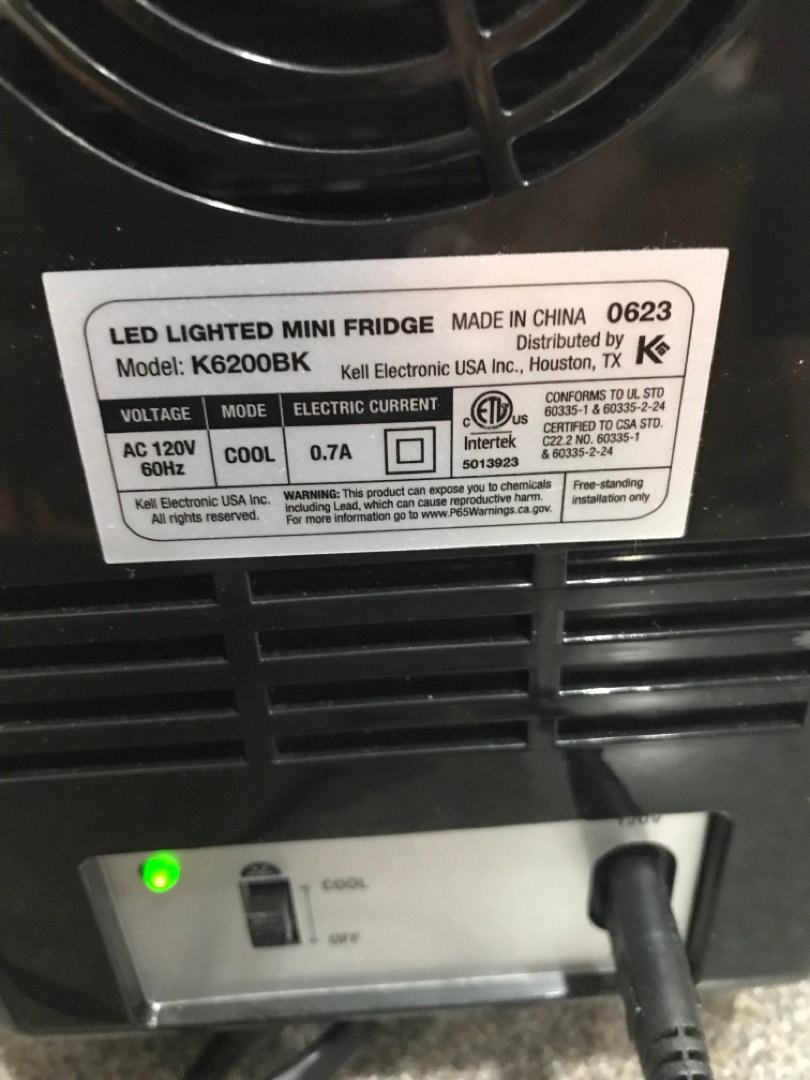 LED LIGHTED MINI FRIDGE MADE IN CHINA 0623
Model: K6200BK
Distributed by
Kell Electronic USA Inc., Houston, TX
K
VOLTAGE MODE ELECTRIC CURRENT
AC 120V
60Hz
COOL
0.7A
C ETL US
Intertek
5013923
CONFORMS TO UL STD
60335-1 & 60335-2-24
CERTIFIED TO CSA STD.
C22.2 NO. 60335-1
& 60335-2-24
Kell Electronic USA Inc.
All rights reserved.
WARNING: This product can expose you to chemicals
including Lead, which can cause reproductive harm.
For more information go to www.P65Warnings.ca.gov.
Free-standing
installation only
120V
COOL
OFF